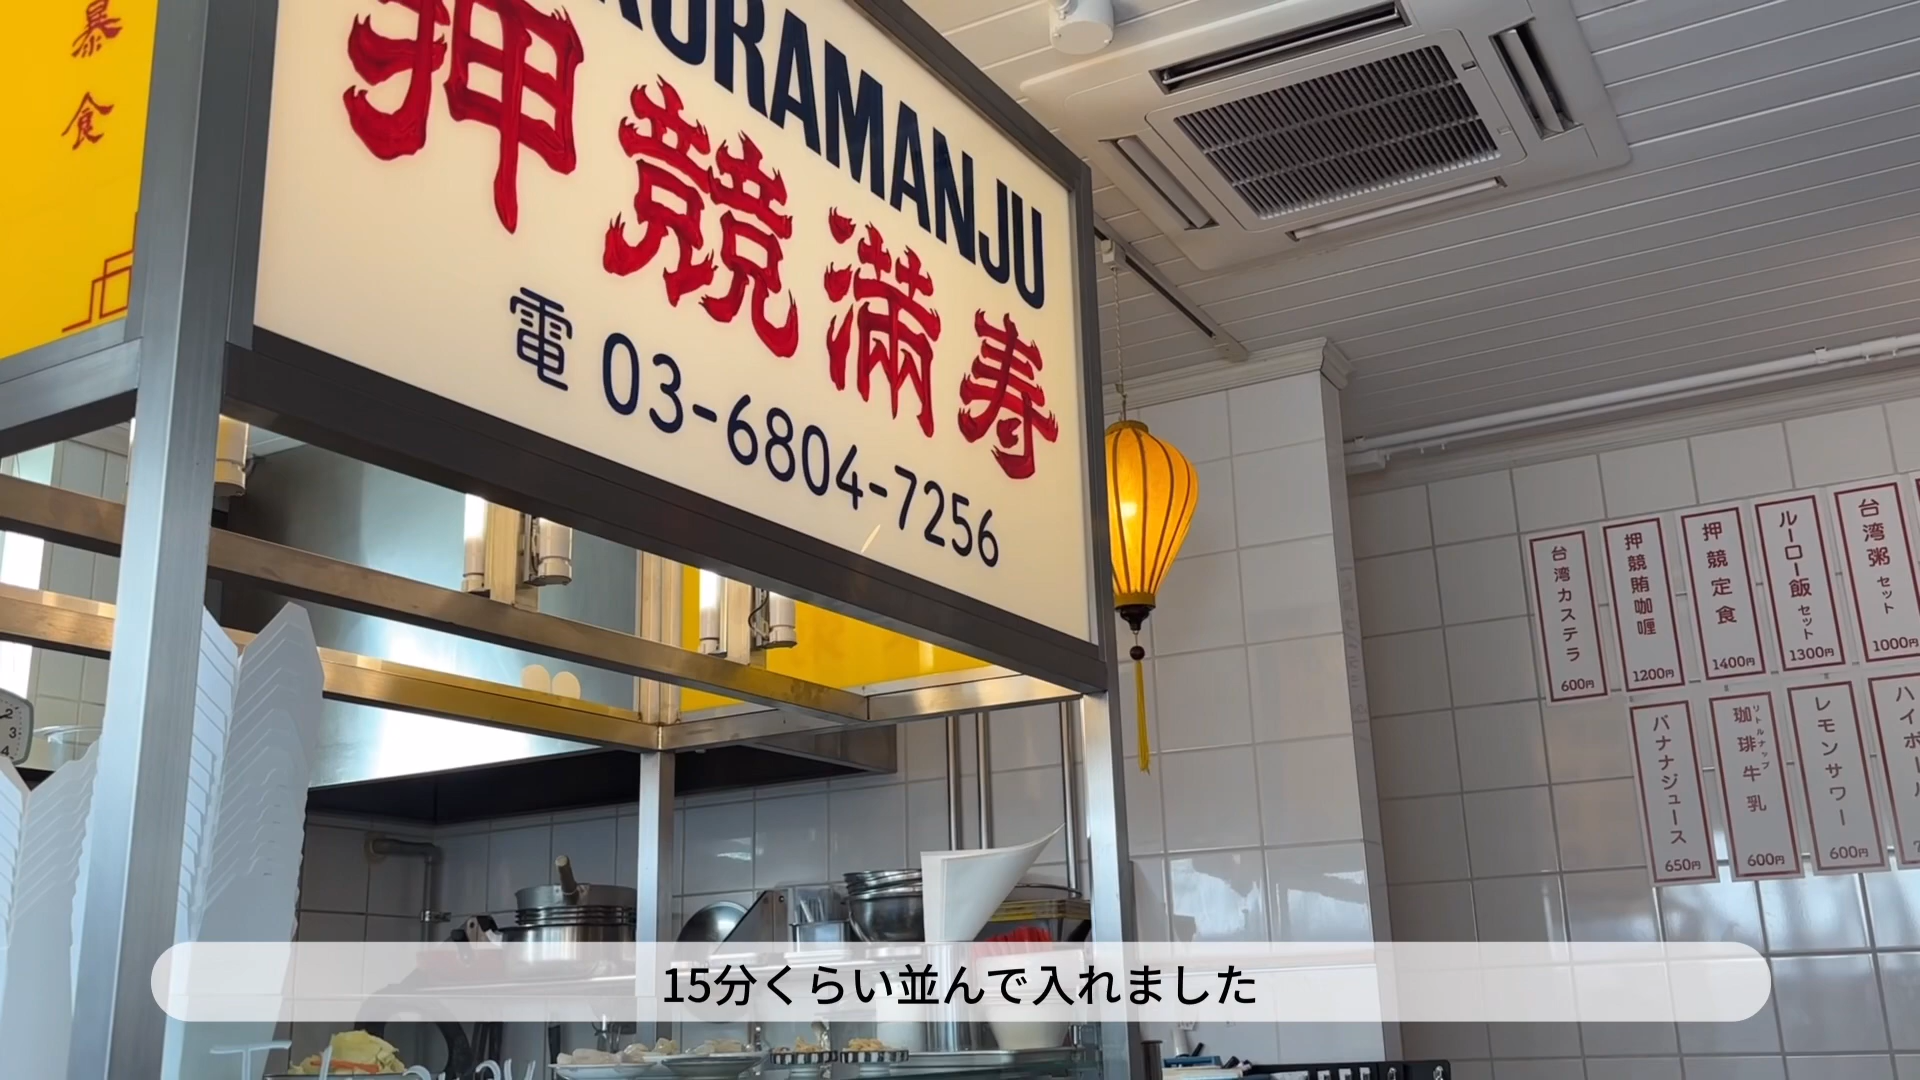 暴食
KURAMANJU
押競満寿
電 03-6804-7256
台湾カステラ
600円
押競賄咖喱
1200円
押競定食
1400円
ルーロー飯セット
1300円
台湾粥セット
1000円
バナナジュース
650円
珈琲牛乳
リトルナップ
600円
レモンサワー
600円
ハイボール
2
3
4
15分くらい並んで入れました